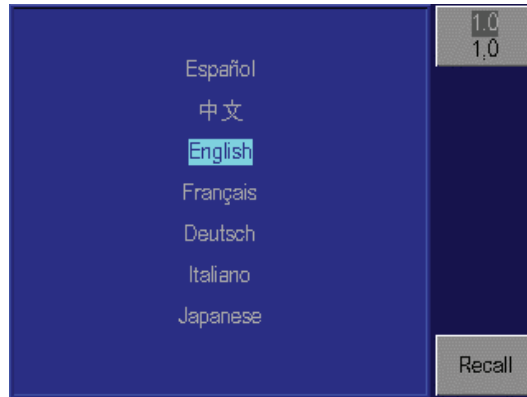 Español
中文
English
Français
Deutsch
Italiano
Japanese
1.0
1,0
Recall